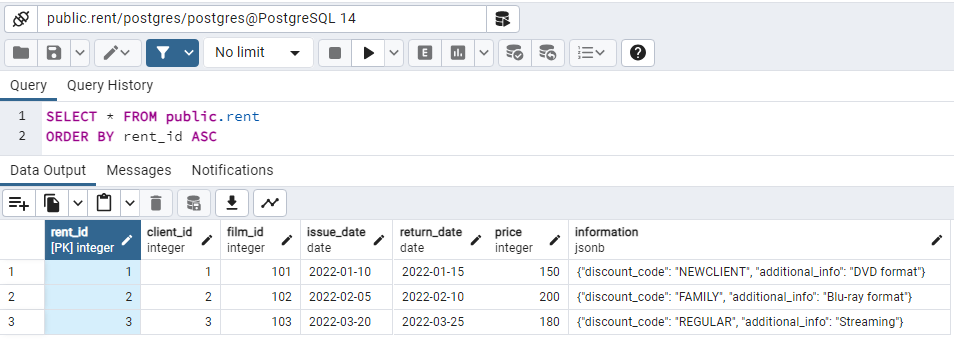 public.rent/postgres/postgres@PostgreSQL 14
No limit
E
Query Query History
1 SELECT * FROM public.rent
2 ORDER BY rent_id ASC
Data Output Messages Notifications
rent_id client_id film_id issue_date return_date price information
[PK] integer integer integer date date integer jsonb
1 1 1 101 2022-01-10 2022-01-15 150 {"discount_code": "NEWCLIENT", "additional_info": "DVD format"}
2 2 2 102 2022-02-05 2022-02-10 200 {"discount_code": "FAMILY", "additional_info": "Blu-ray format"}
3 3 3 103 2022-03-20 2022-03-25 180 {"discount_code": "REGULAR", "additional_info": "Streaming"}